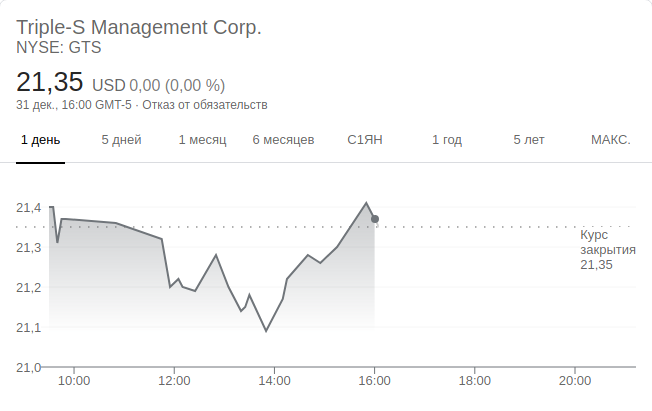 Triple-S Management Corp.
NYSE: GTS
21,35 USD 0,00 (0,00 %)
31 дек., 16:00 GMT-5 · Отказ от обязательств
1 день 5 дней 1 месяц 6 месяцев С1ЯН 1 год 5 лет МАКС.
21,4
Курс
закрытия
21,35
21,3
21,2
21,1
21,0
10:00 12:00 14:00 16:00 18:00 20:00